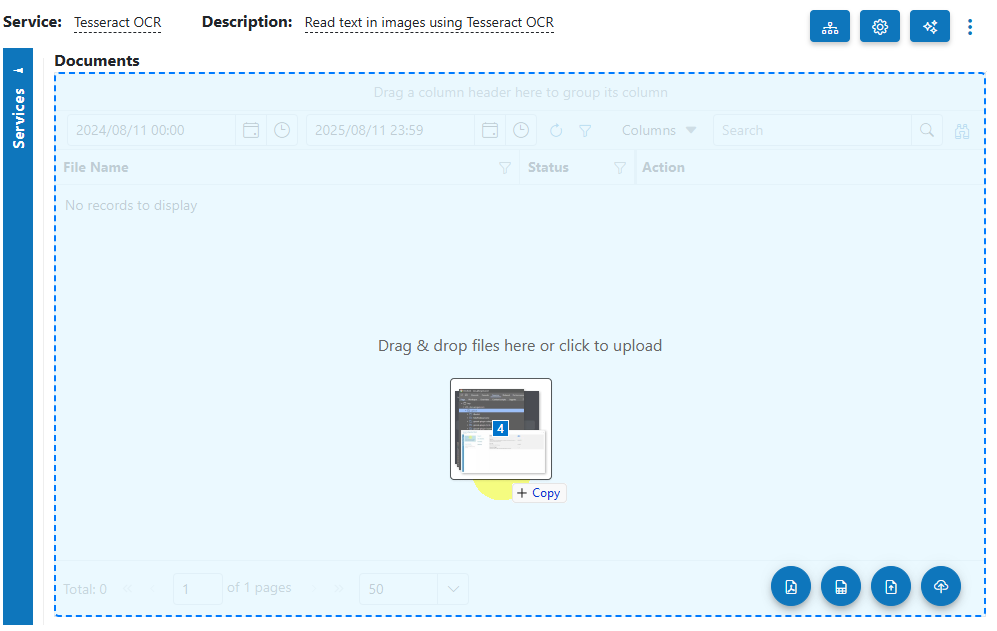 Service: Tesseract OCR Description: Read text in images using Tesseract OCR
Services
Documents
Drag a column header here to group its column
2024/08/11 00:00 2025/08/11 23:59 Columns Search
File Name Status Action
No records to display
Drag & drop files here or click to upload
4
+ Copy
Total: 0 1 of 1 pages 50